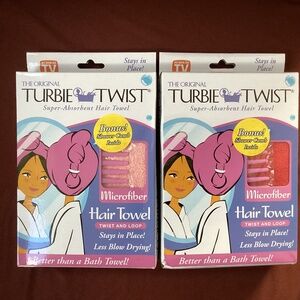 AS SEEN ON
TV
Stays in
Place!
THE ORIGINAL
TURBIE TWIST
Super-Absorbent Hair Towel
Bonus!
Shower Comb
Inside
Microfiber
Hair Towel
TWIST AND LOOP
Stays in Place!
Less Blow Drying!
Better than a Bath Towel!
TV
Stays in
Place!
THE ORIGINAL
TURBIE TWIST
Super-Absorbent Hair Towel
Bonus!
Shower Comb
Inside
Microfiber
Hair Towel
TWIST AND LOOP
Stays in Place!
Less Blow Drying!
Better than a Bath Towel!